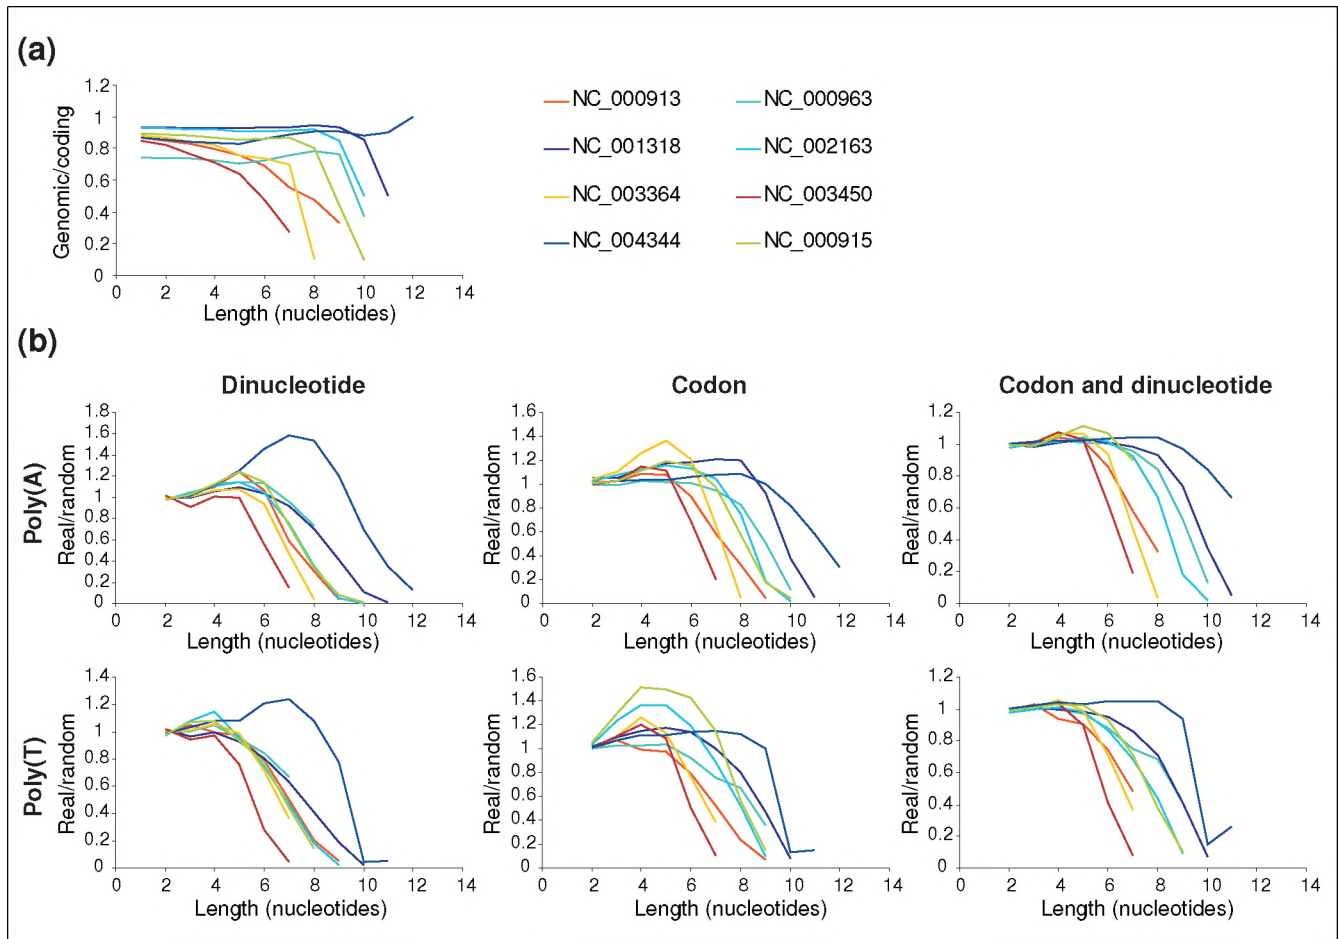 (a)
Genomic/coding
1.2
1
0.8
0.6
0.4
0.2
0
0 2 4 6 8 10 12 14
Length (nucleotides)
NC_000913 NC_000963
NC_001318 NC_002163
NC_003364 NC_003450
NC_004344 NC_000915
(b)
Dinucleotide Codon Codon and dinucleotide
Poly(A)
Real/random
1.8
1.6
1.4
1.2
1
0.8
0.6
0.4
0.2
0
0 2 4 6 8 10 12 14
Length (nucleotides)
Real/random
1.6
1.4
1.2
1
0.8
0.6
0.4
0.2
0
0 2 4 6 8 10 12 14
Length (nucleotides)
Real/random
1.2
1
0.8
0.6
0.4
0.2
0
0 2 4 6 8 10 12 14
Length (nucleotides)
Poly(T)
Real/random
1.4
1.2
1
0.8
0.6
0.4
0.2
0
0 2 4 6 8 10 12 14
Length (nucleotides)
Real/random
1.6
1.4
1.2
1
0.8
0.6
0.4
0.2
0
0 2 4 6 8 10 12 14
Length (nucleotides)
Real/random
1.2
1
0.8
0.6
0.4
0.2
0
0 2 4 6 8 10 12 14
Length (nucleotides)